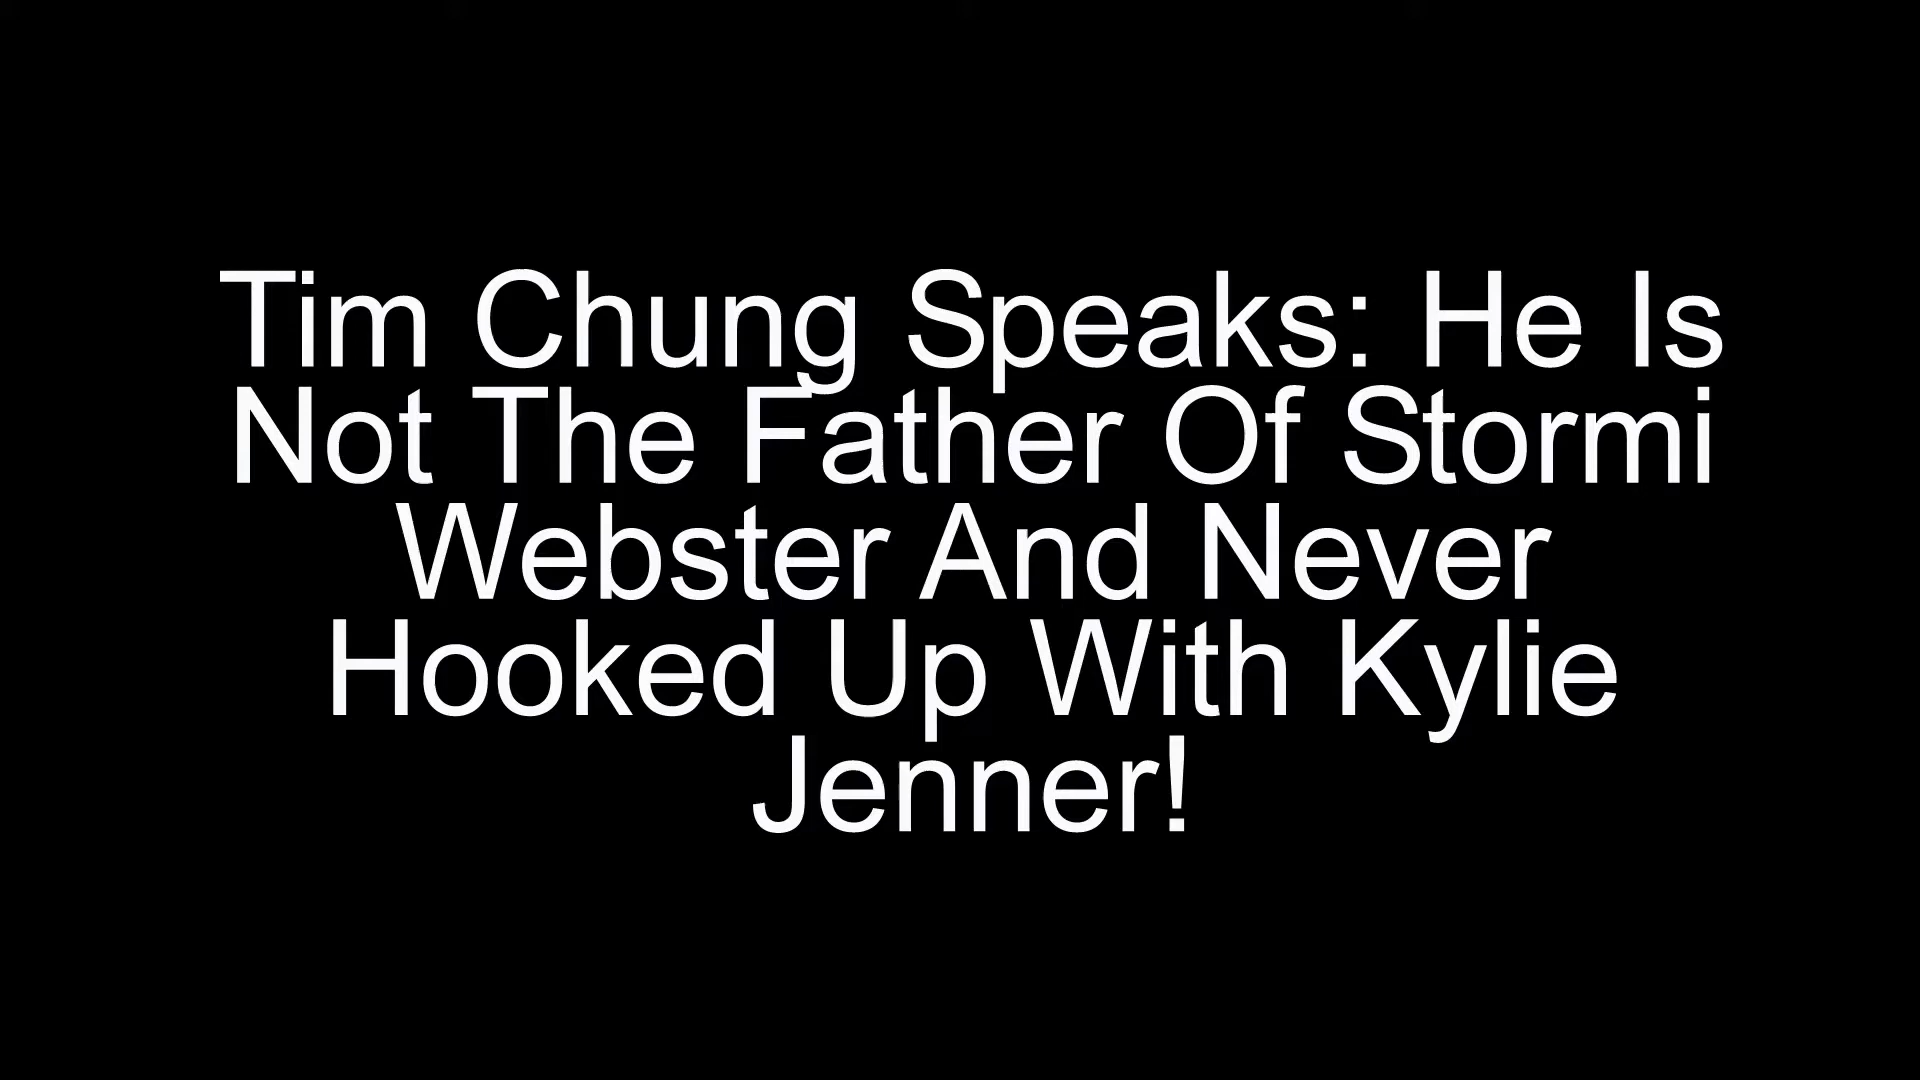 Tim Chung Speaks: He Is
Not The Father Of Stormi
Webster And Never
Hooked Up With Kylie
Jenner!